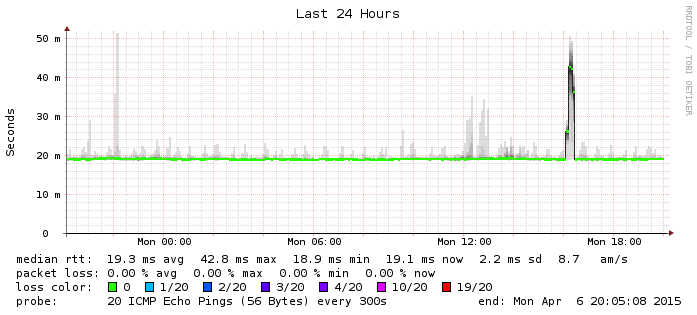 Last 24 Hours
RRDTOOL / TOBI OETIKER
Seconds
50 m
40 m
30 m
20 m
10 m
0
Mon 00:00 Mon 06:00 Mon 12:00 Mon 18:00
median rtt: 19.3 ms avg 42.8 ms max 18.9 ms min 19.1 ms now 2.2 ms sd 8.7 am/s
packet loss: 0.00 % avg 0.00 % max 0.00 % min 0.00 % now
loss color: 0 1/20 2/20 3/20 4/20 10/20 19/20
probe: 20 ICMP Echo Pings (56 Bytes) every 300s end: Mon Apr 6 20:05:08 2015